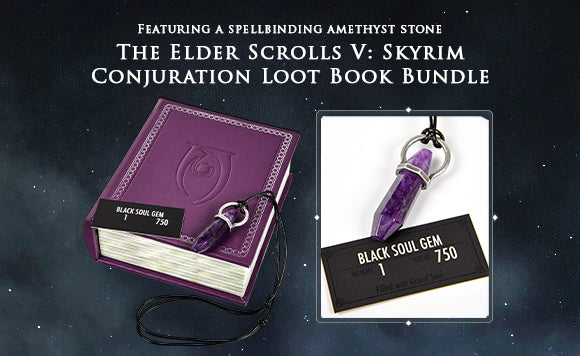 Featuring a spellbinding amethyst stone
The Elder Scrolls V: Skyrim
Conjuration Loot Book Bundle
BLACK SOUL GEM
1 750
BLACK SOUL GEM
WEIGHT 1 VALUE 750
Filled with Grand Soul